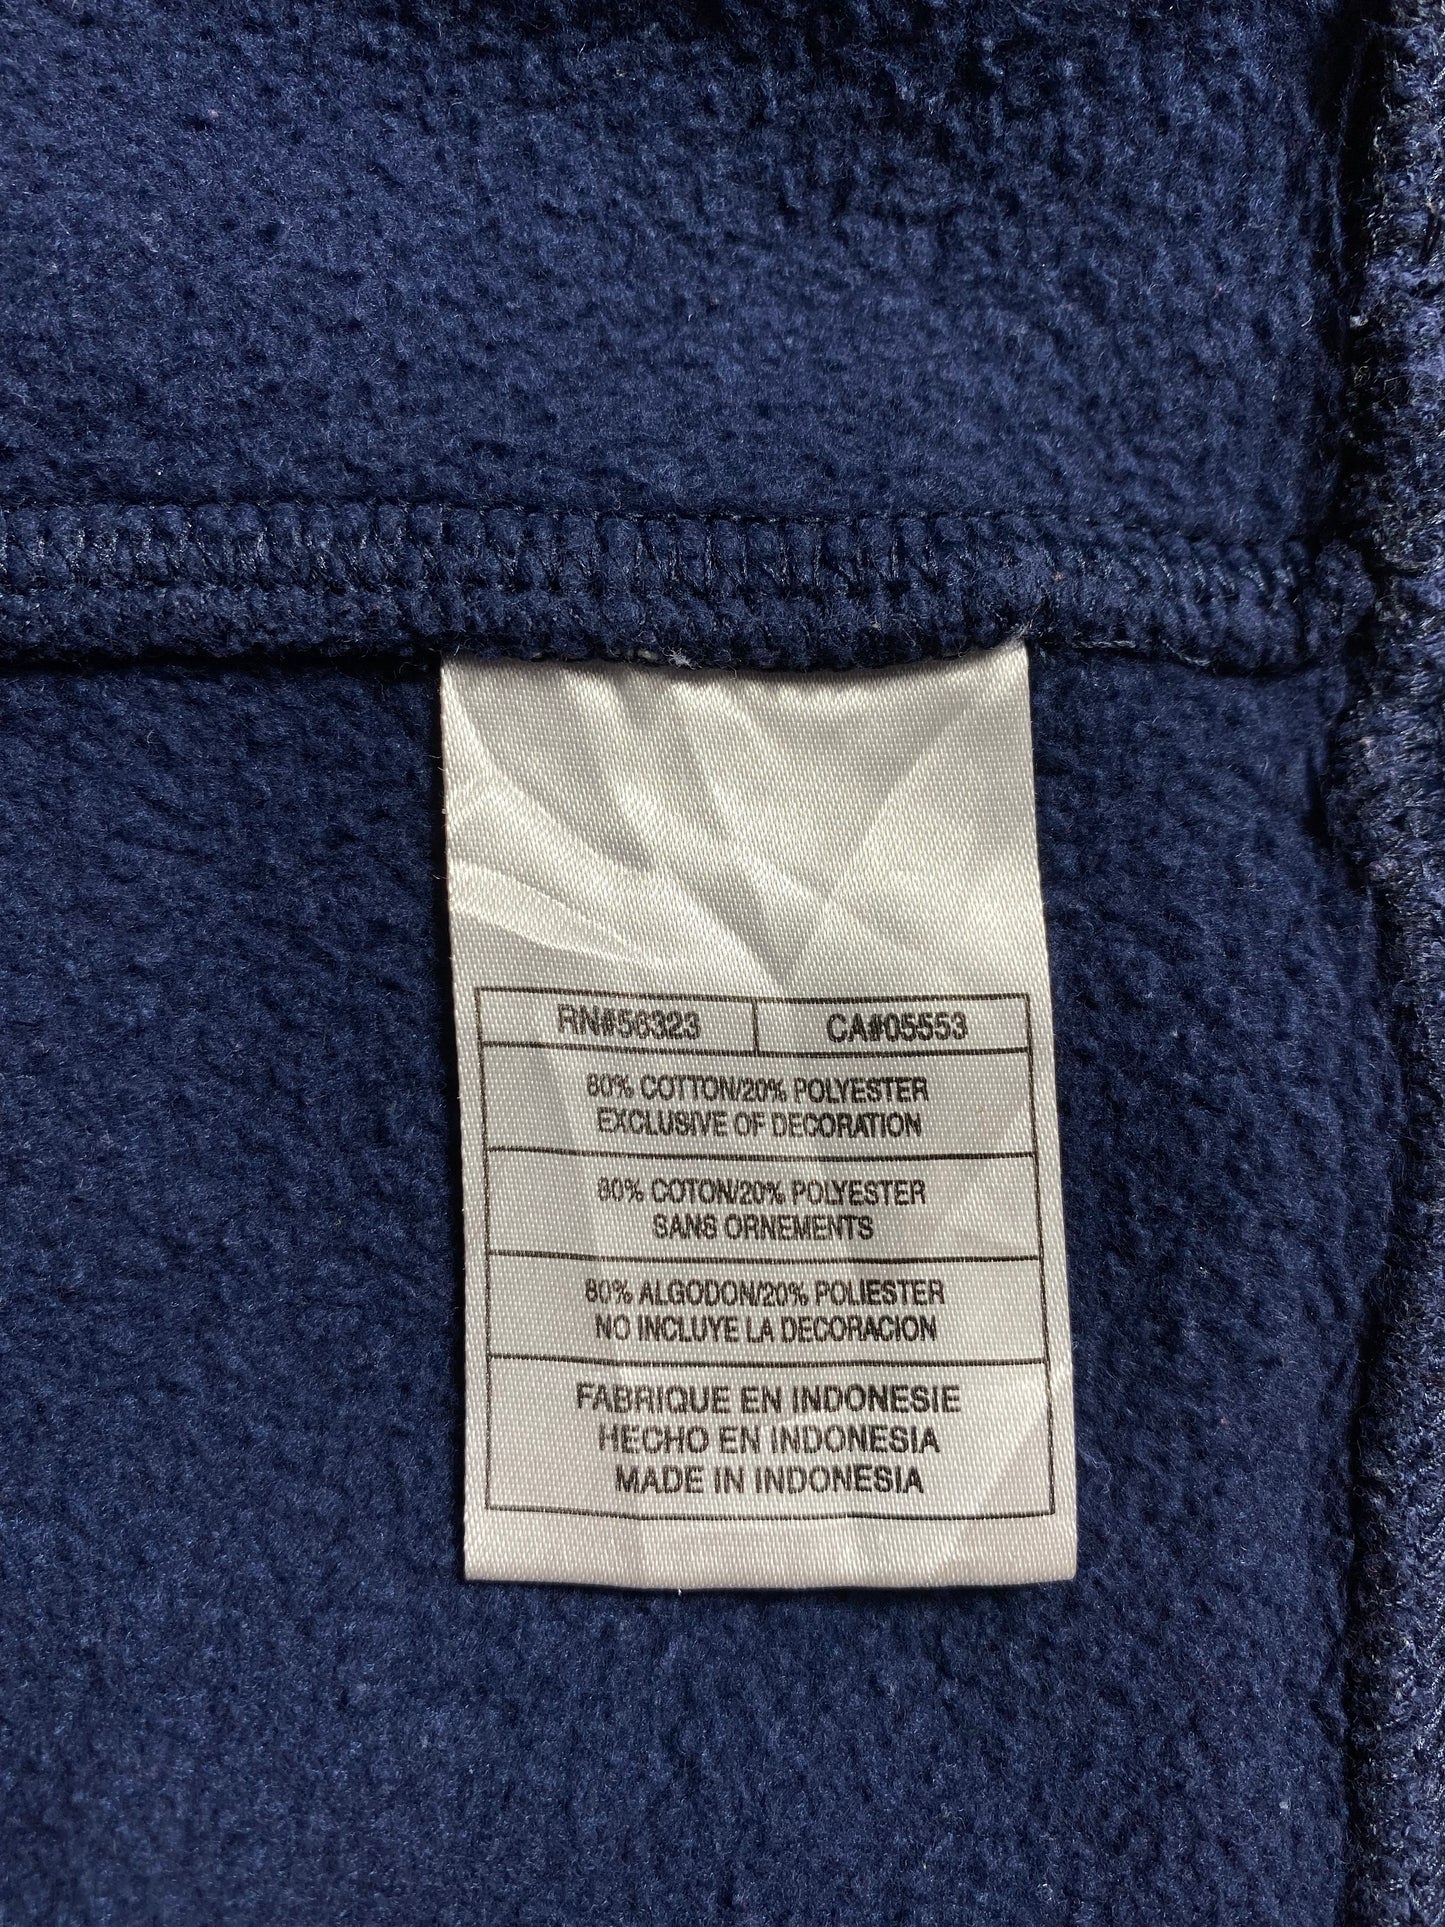 RN#56323 CA#05553
80% COTTON/20% POLYESTER
EXCLUSIVE OF DECORATION
80% COTON/20% POLYESTER
SANS ORNEMENTS
80% ALGODON/20% POLIESTER
NO INCLUYE LA DECORACION
FABRIQUE EN INDONESIE
HECHO EN INDONESIA
MADE IN INDONESIA